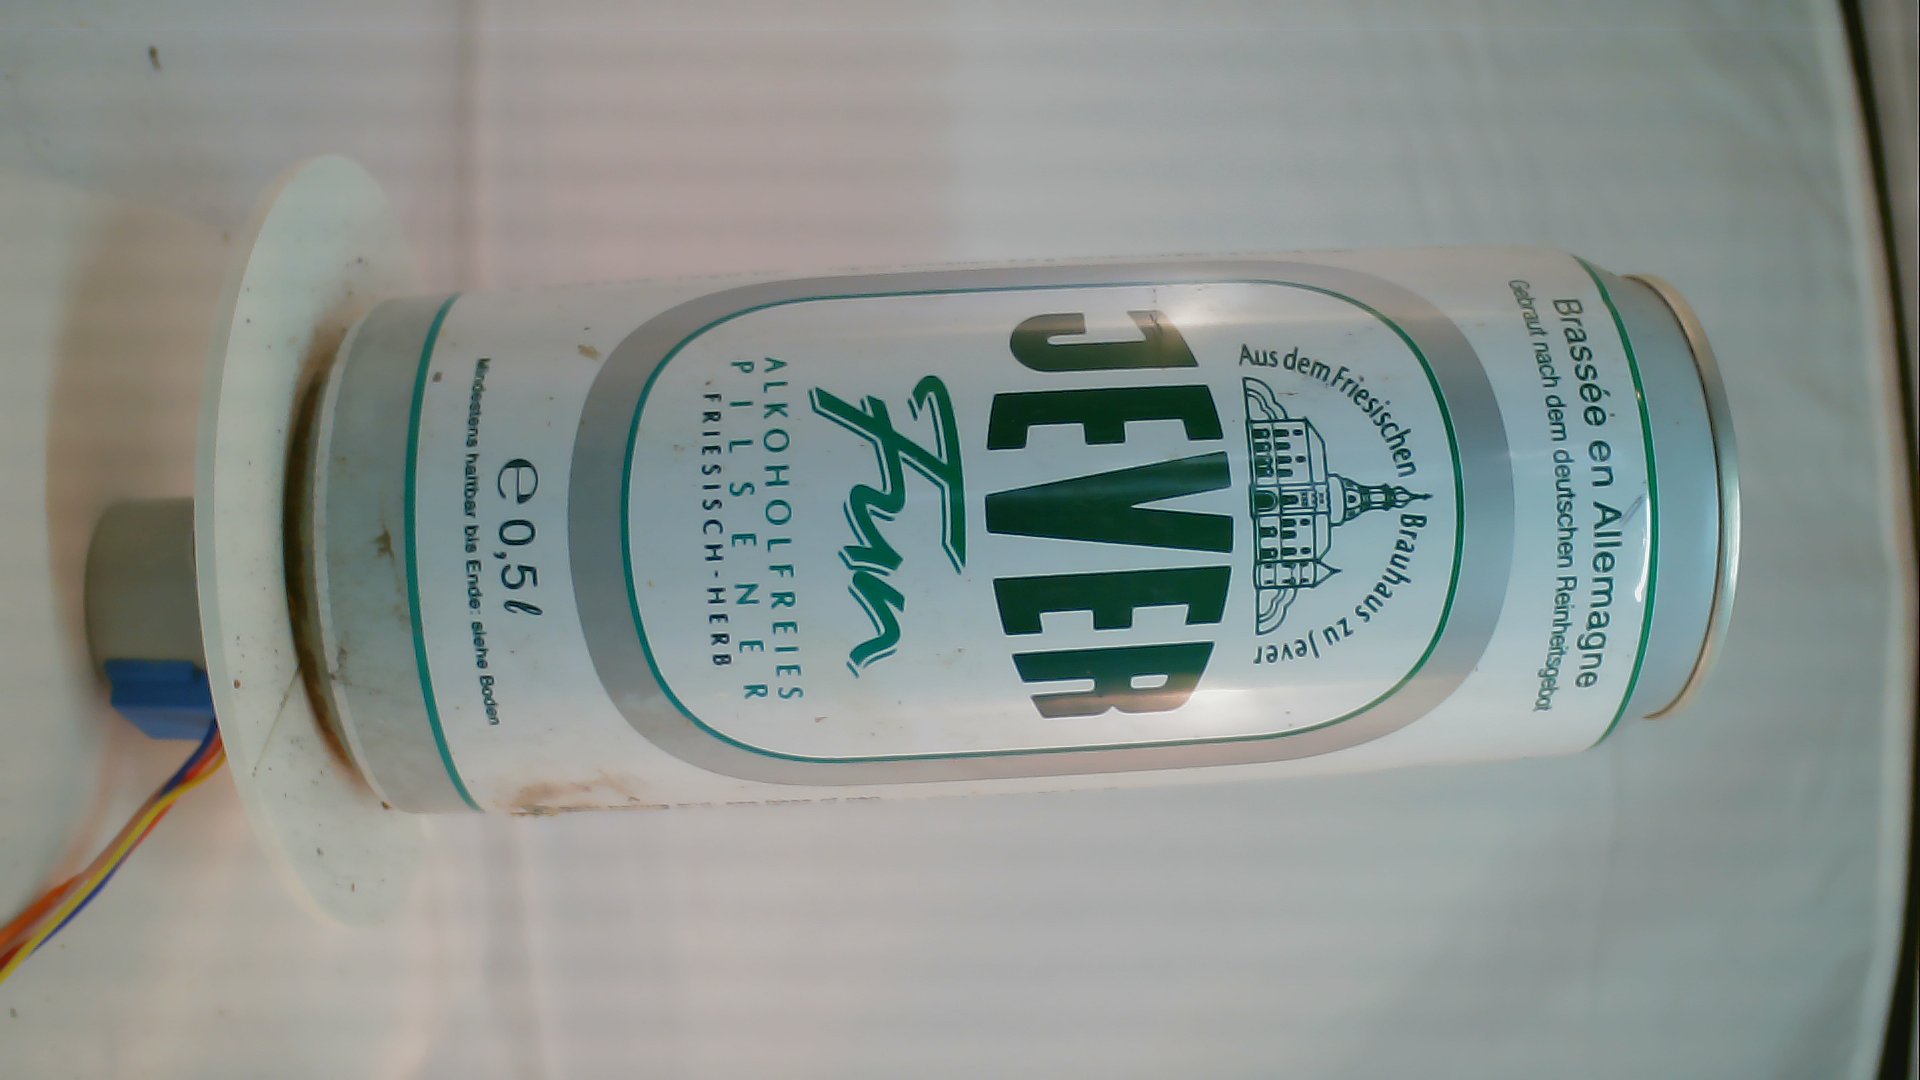 Brassée en Allemagne
Gebraut nach dem deutschen Reinheitsgebot
Aus dem Friesischen Brauhaus zu Jever
JEVER
Fun
ALKOHOLFREIES
PILSENER
FRIESISCH-HERB
℮ 0,5 ℓ
Mindestens haltbar bis Ende: siehe Boden